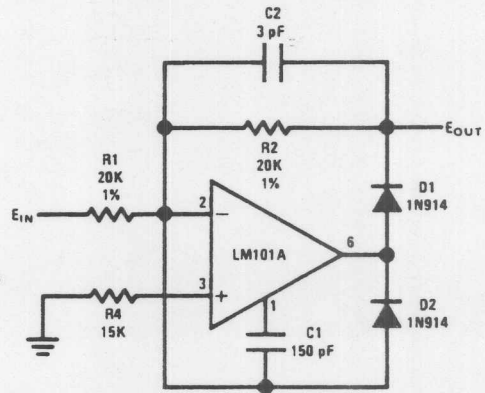 C2
3 pF
R2
20K
1%
EOUT
R1
20K
1%
D1
1N914
EIN
2
−
LM101A
6
3
+
R4
15K
1
C1
150 pF
D2
1N914